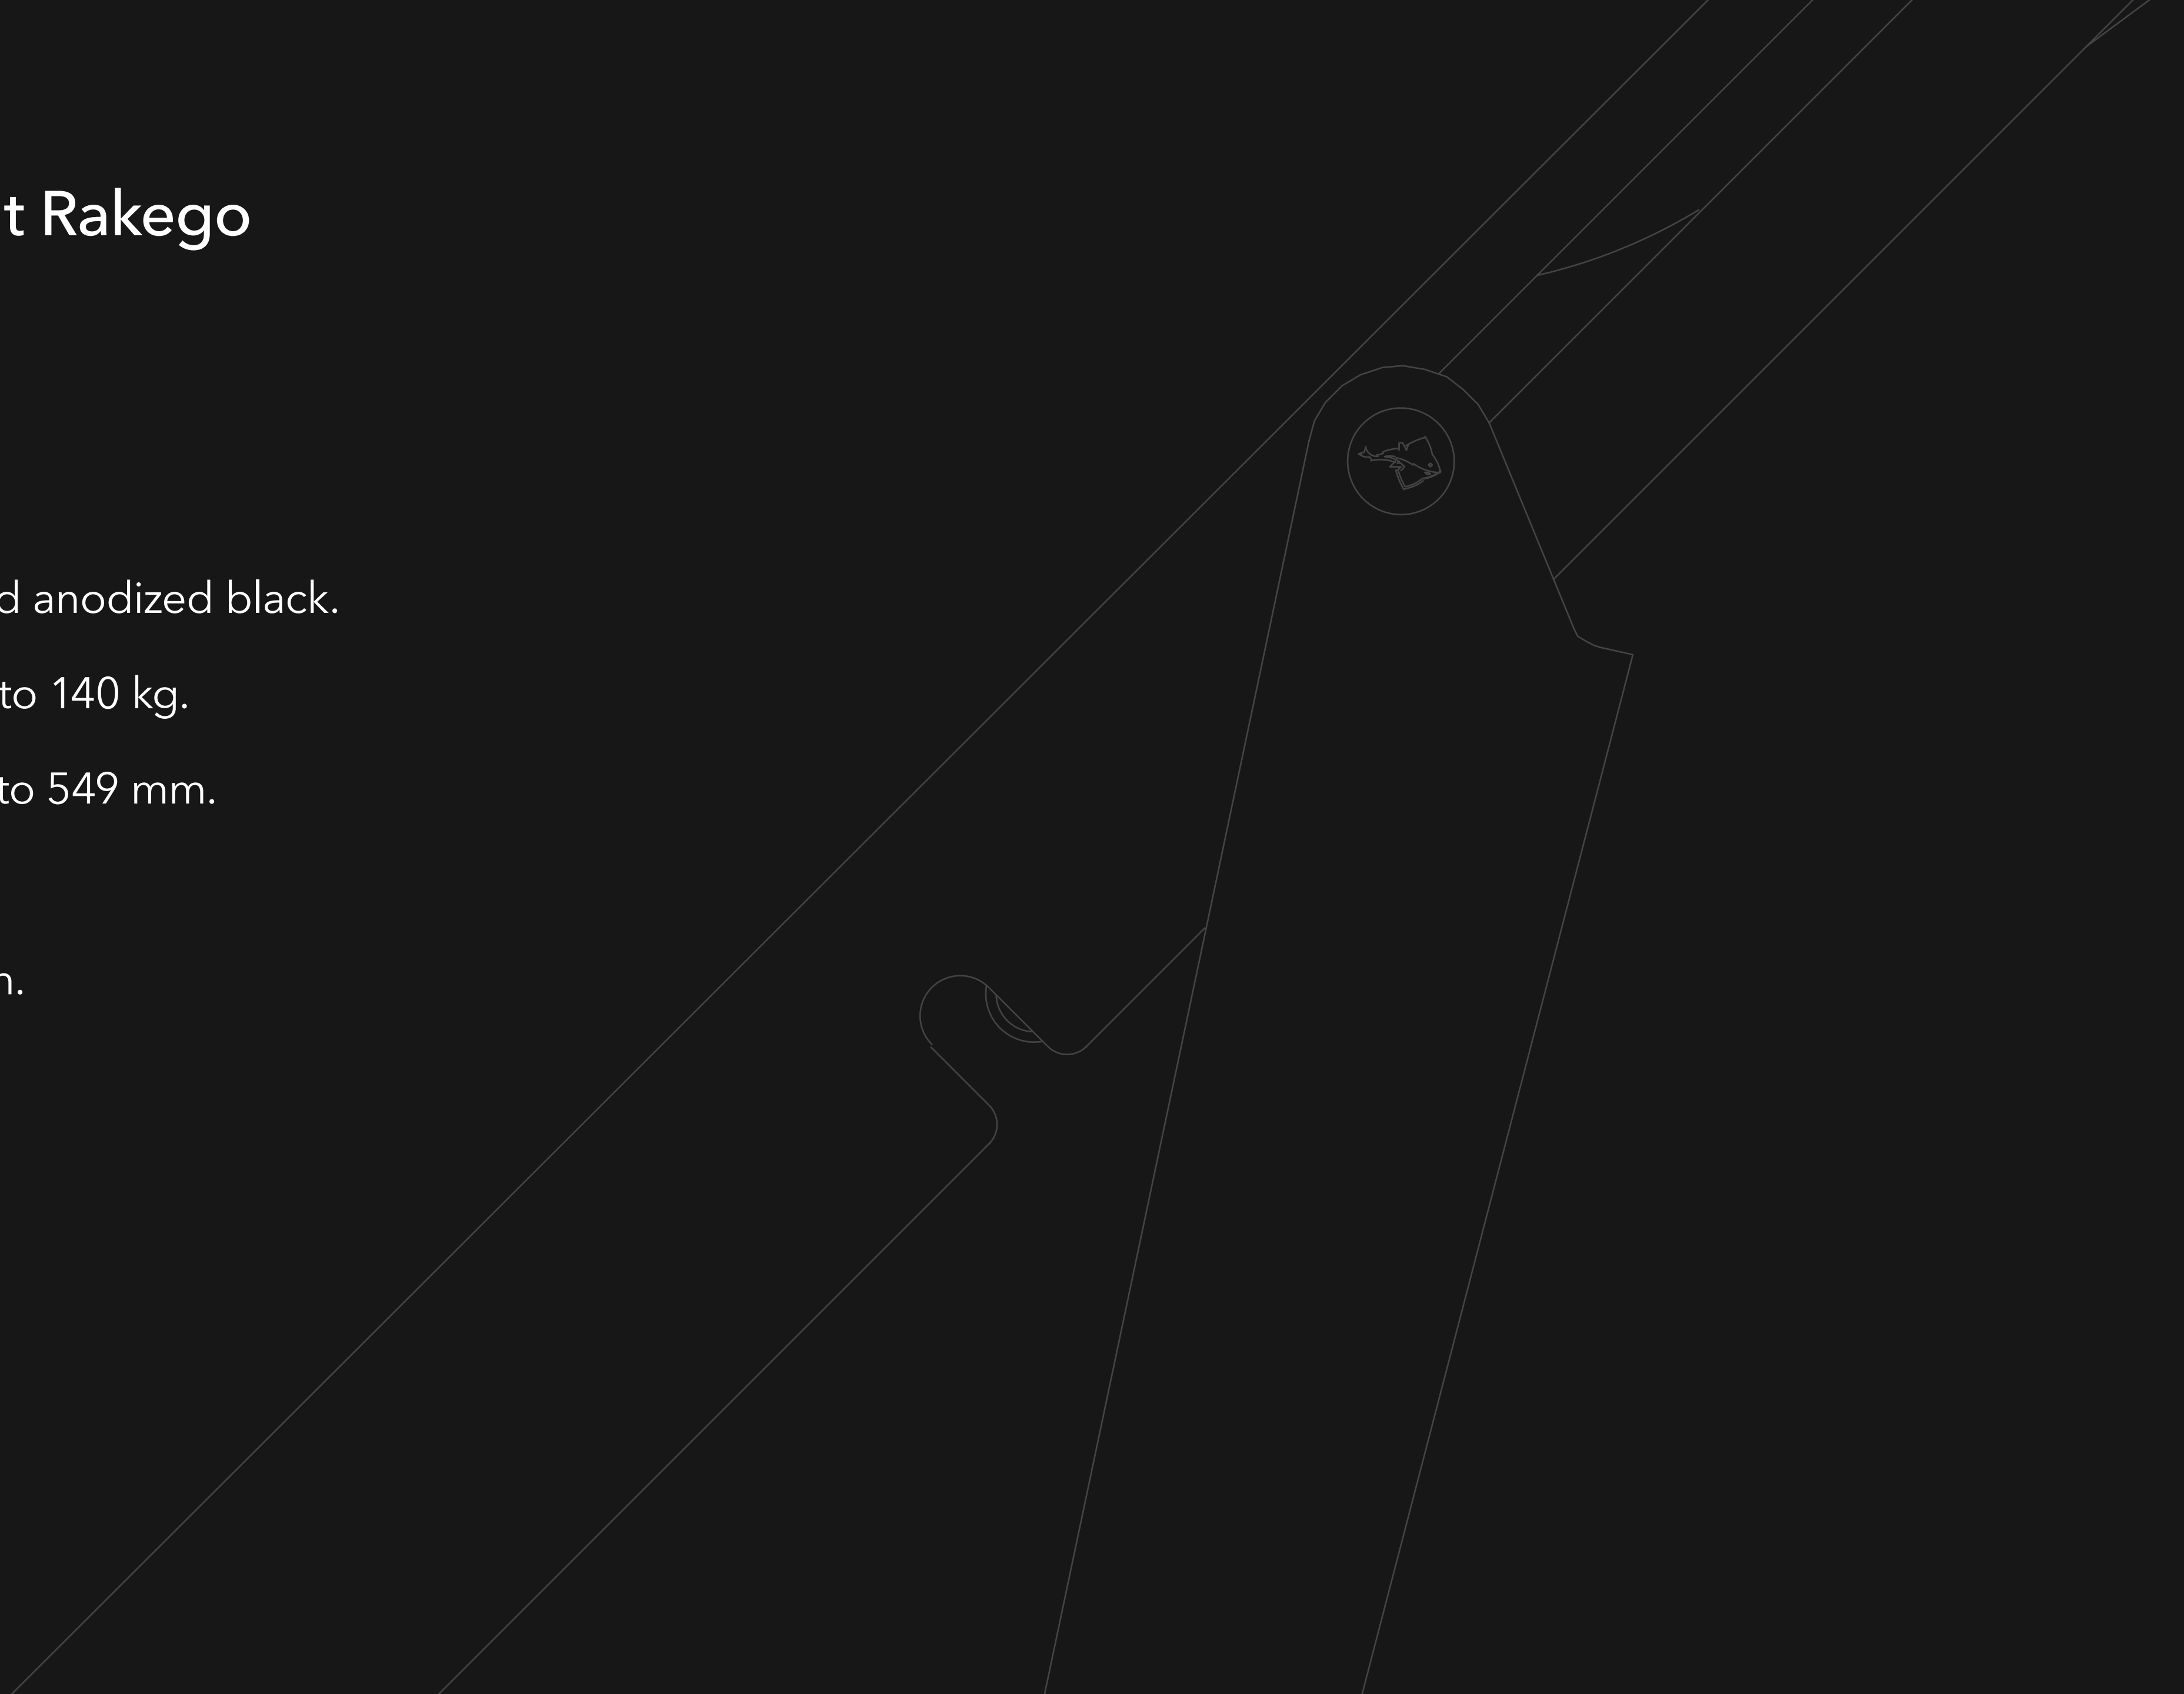 t Rakego
d anodized black.
to 140 kg.
to 549 mm.
n.